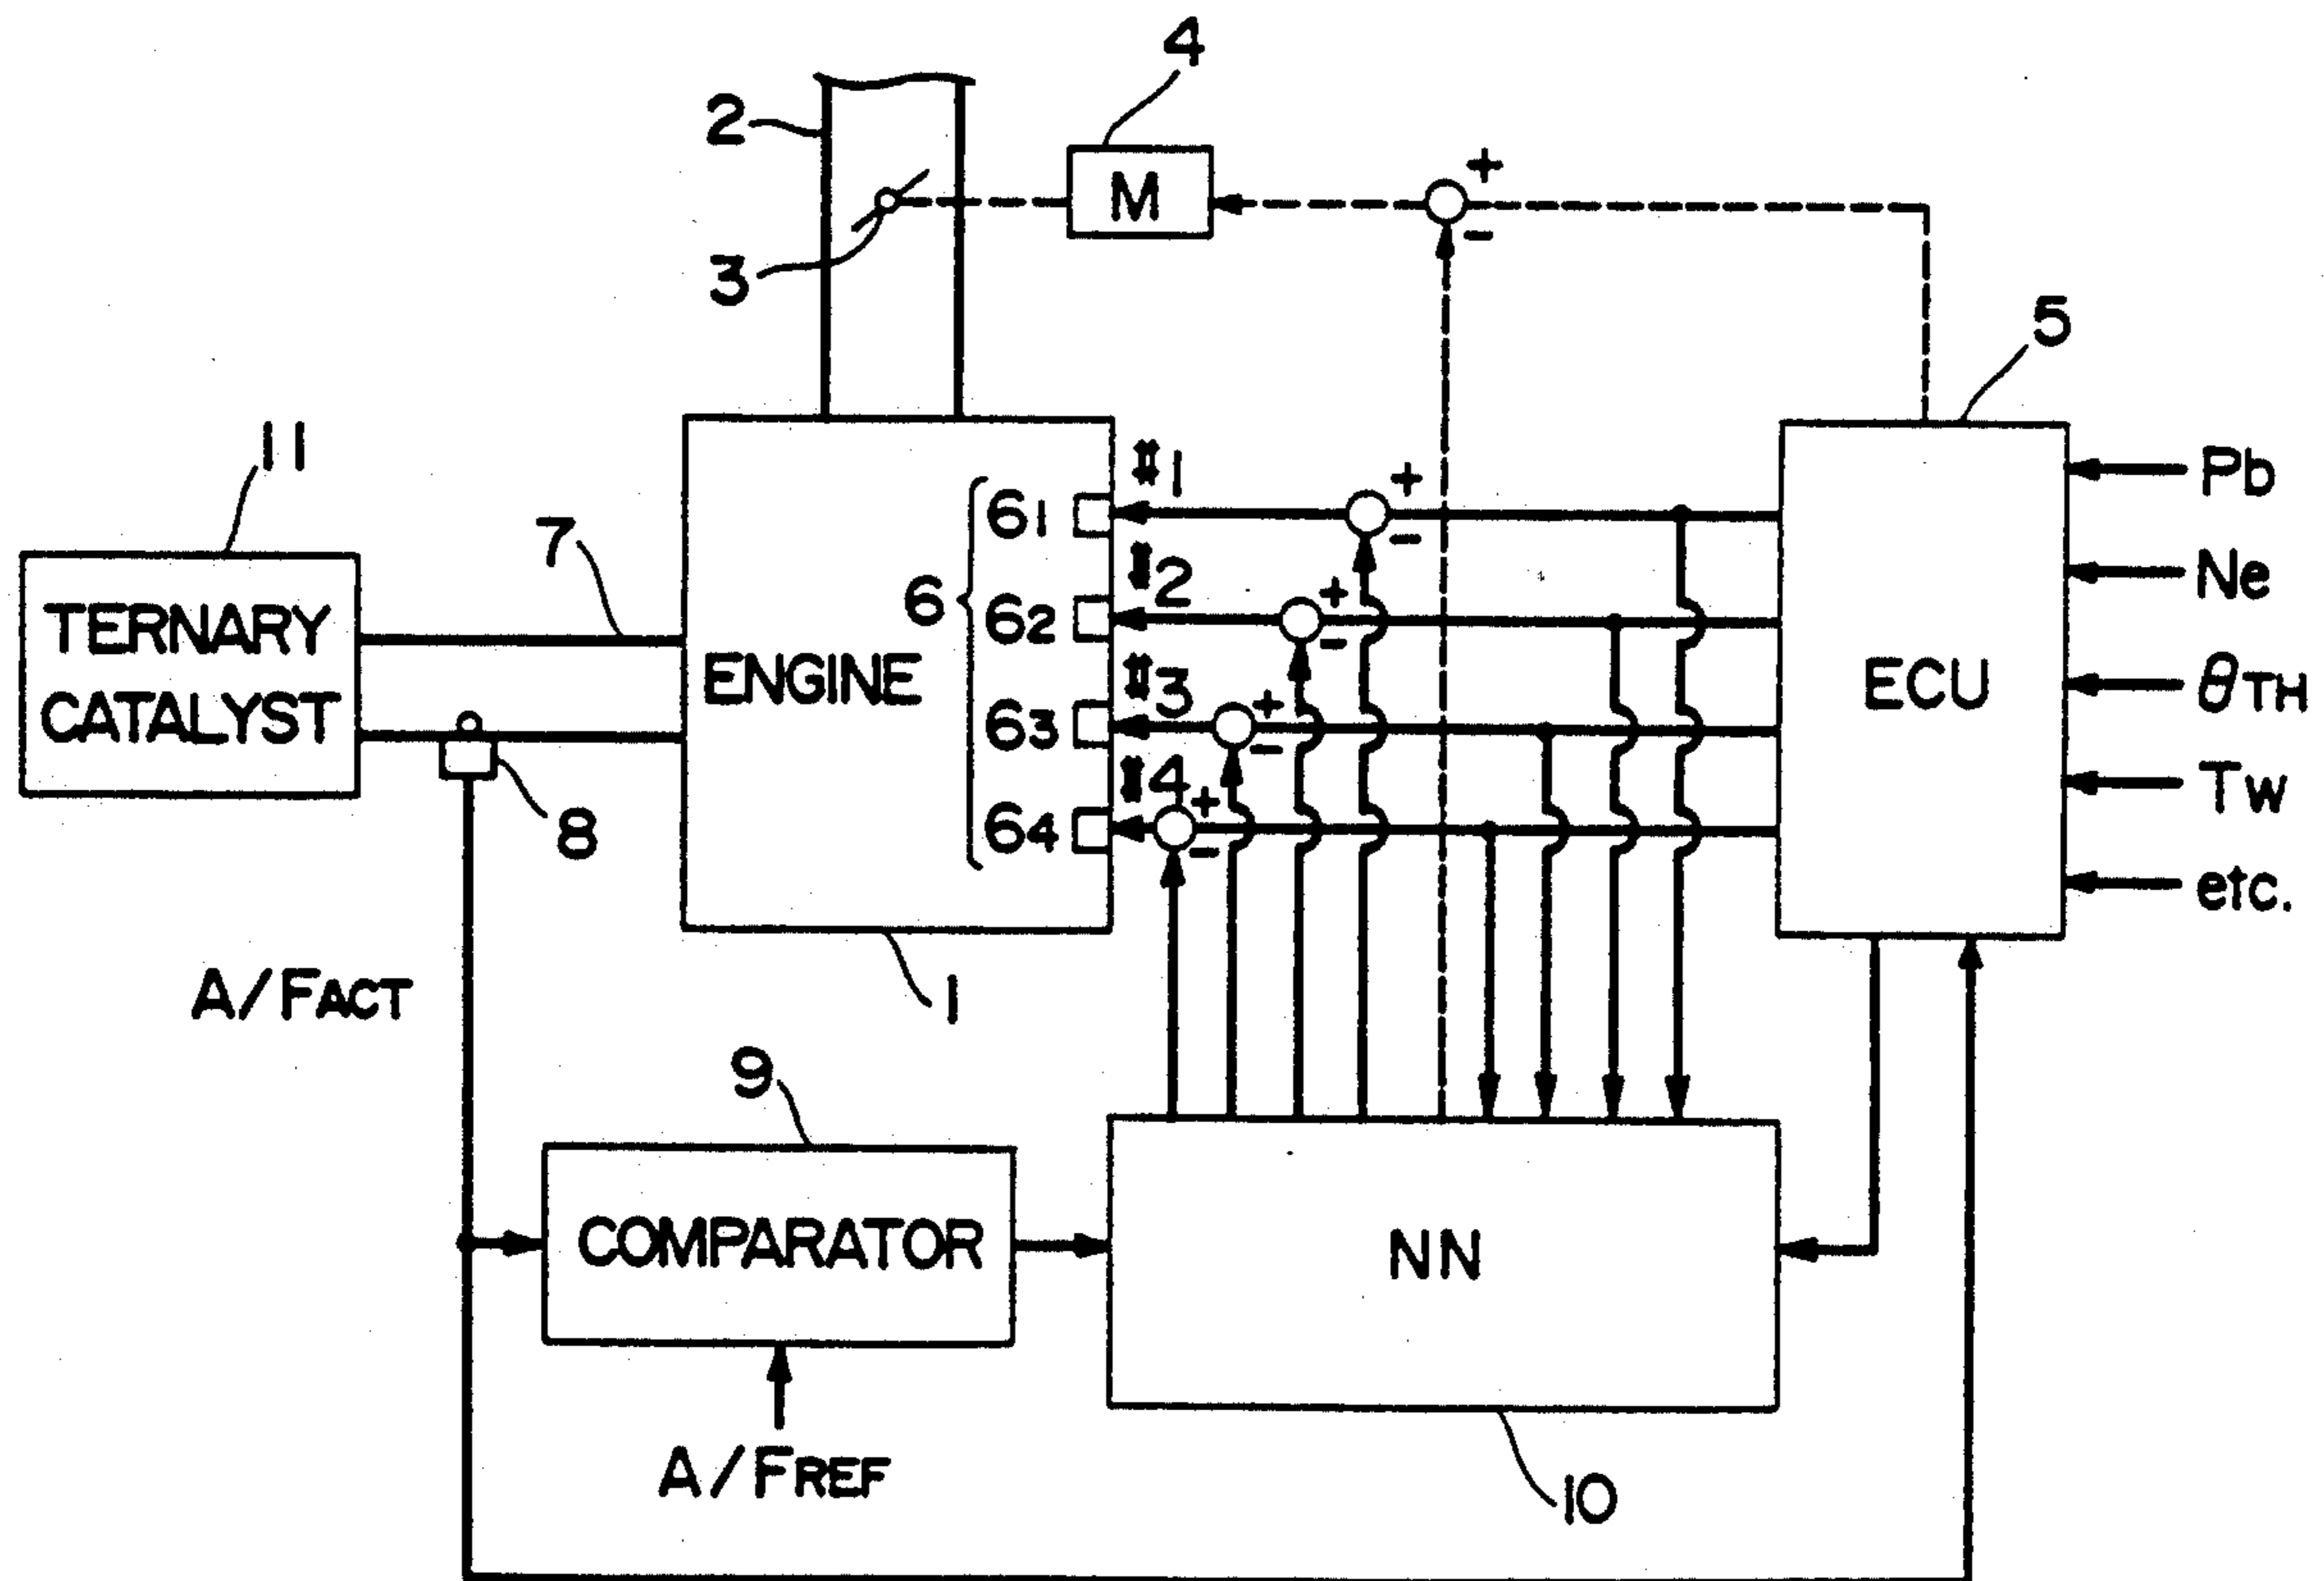 4
2
+
M
-
3
5
11
#1
+
Pb
61
-
7
#2
+
Ne
TERNARY
6
62
-
CATALYST
ENGINE
#3
+
ECU
θTH
63
-
#4
+
Tw
8
64
-
etc.
A/FACT
1
9
COMPARATOR
NN
A/FREF
10